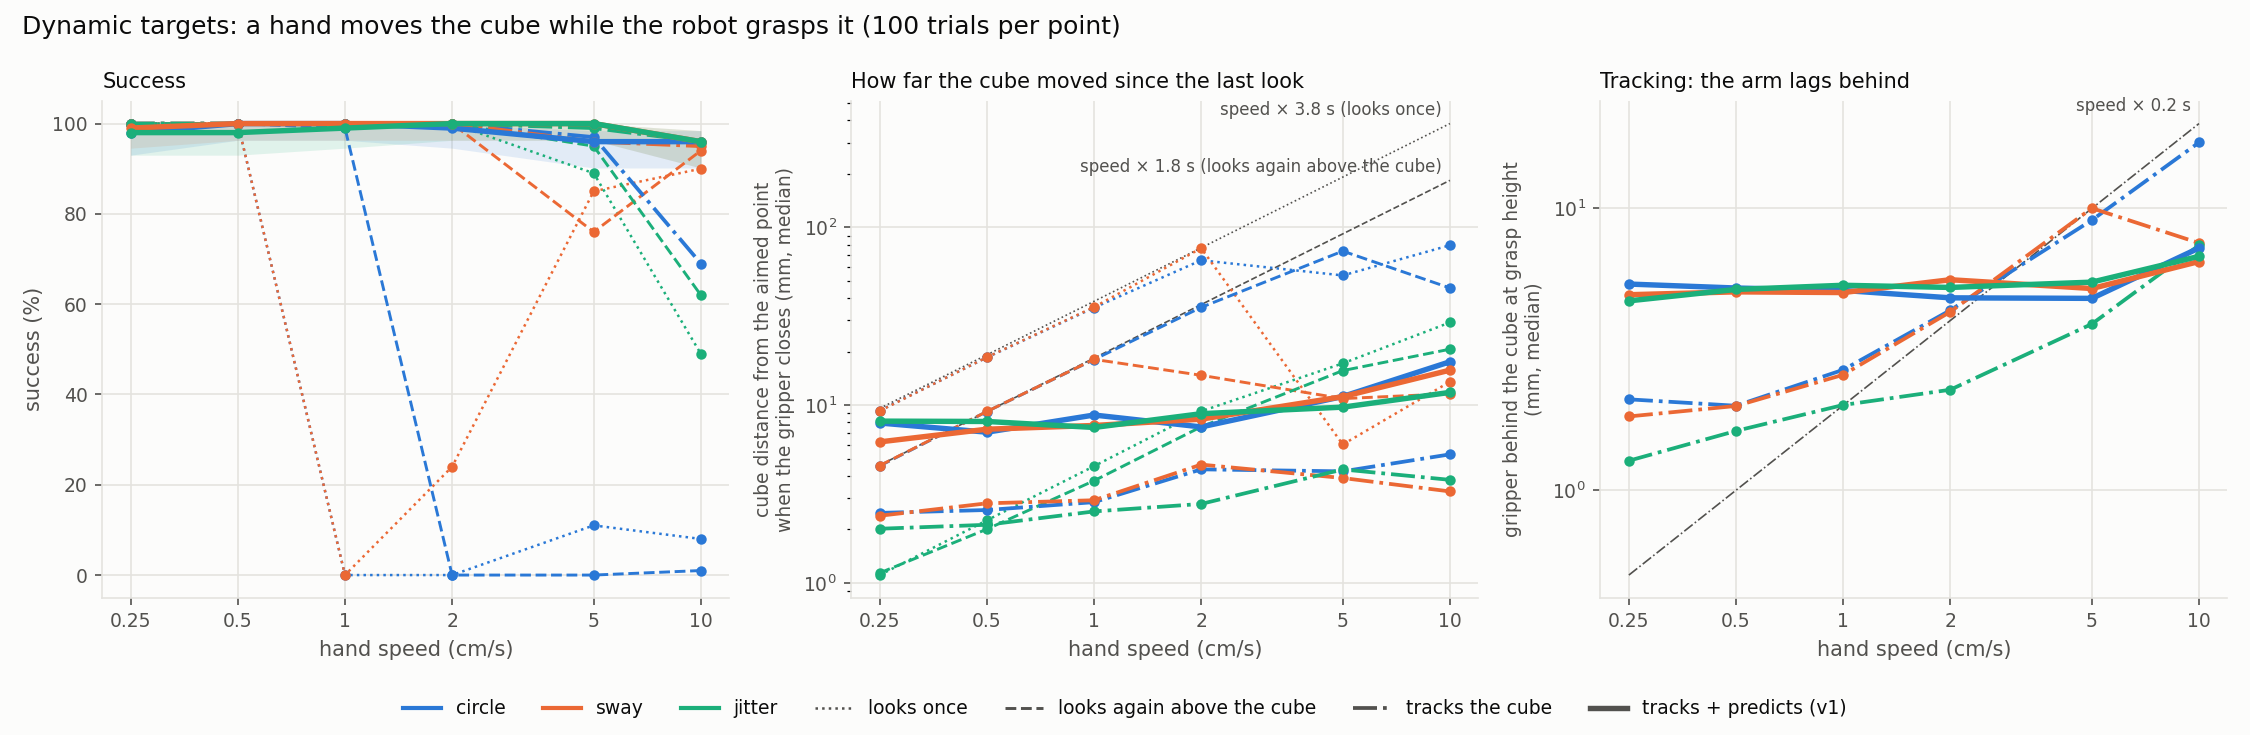 Dynamic targets: a hand moves the cube while the robot grasps it (100 trials per point)
Success
success (%)
100
80
60
40
20
0
0.25
0.5
1
2
5
10
hand speed (cm/s)
How far the cube moved since the last look
cube distance from the aimed point
when the gripper closes (mm, median)
speed × 3.8 s (looks once)
speed × 1.8 s (looks again above the cube)
10²
10¹
10⁰
0.25
0.5
1
2
5
10
hand speed (cm/s)
Tracking: the arm lags behind
gripper behind the cube at grasp height
(mm, median)
speed × 0.2 s
10¹
10⁰
0.25
0.5
1
2
5
10
hand speed (cm/s)
circle
sway
jitter
looks once
looks again above the cube
tracks the cube
tracks + predicts (v1)